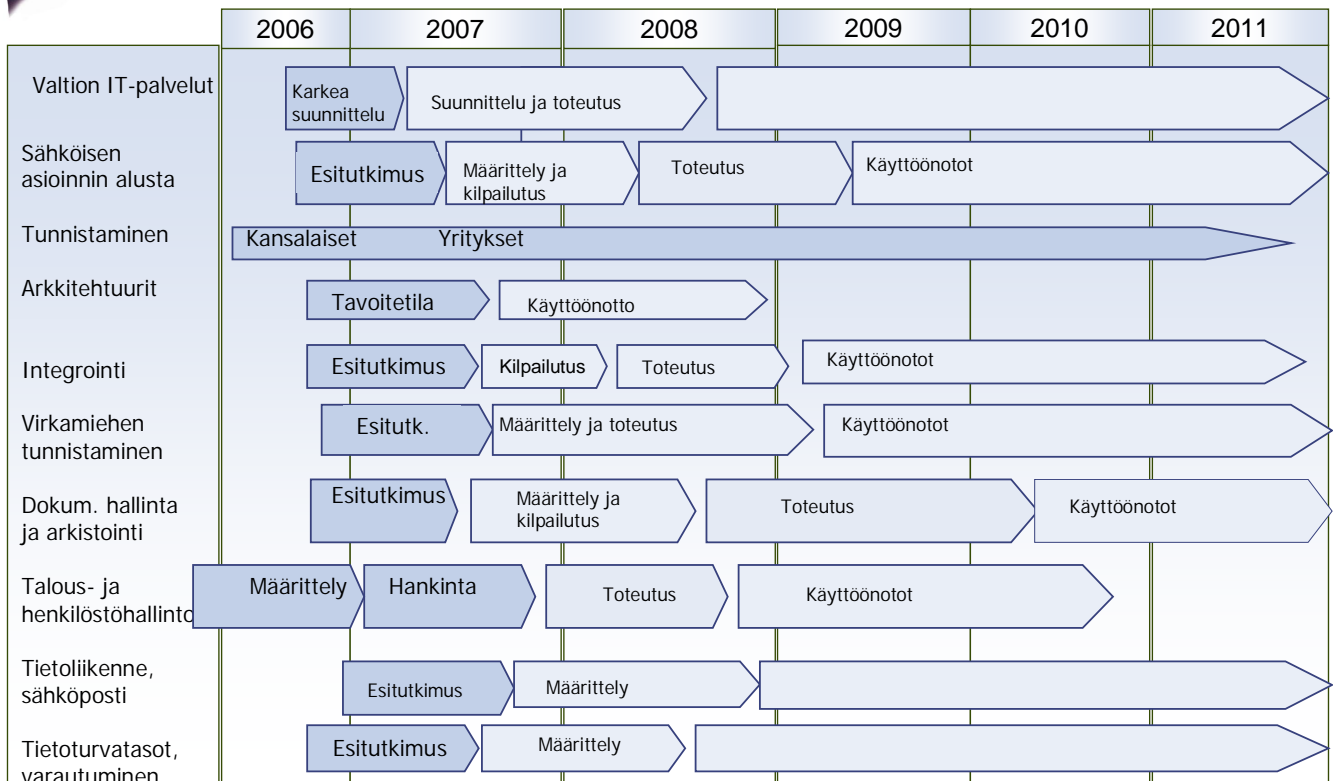 2006 2007 2008 2009 2010 2011
Valtion IT-palvelut
Karkea
suunnittelu
Suunnittelu ja toteutus
Sähköisen
asioinnin alusta
Esitutkimus
Määrittely ja
kilpailutus
Toteutus
Käyttöönotot
Tunnistaminen
Kansalaiset
Yritykset
Arkkitehtuurit
Tavoitetila
Käyttöönotto
Integrointi
Esitutkimus
Kilpailutus
Toteutus
Käyttöönotot
Virkamiehen
tunnistaminen
Esitutk.
Määrittely ja toteutus
Käyttöönotot
Dokum. hallinta
ja arkistointi
Esitutkimus
Määrittely ja
kilpailutus
Toteutus
Käyttöönotot
Talous- ja
henkilöstöhallinto
Määrittely
Hankinta
Toteutus
Käyttöönotot
Tietoliikenne,
sähköposti
Esitutkimus
Määrittely
Tietoturvatasot,
varautuminen
Esitutkimus
Määrittely